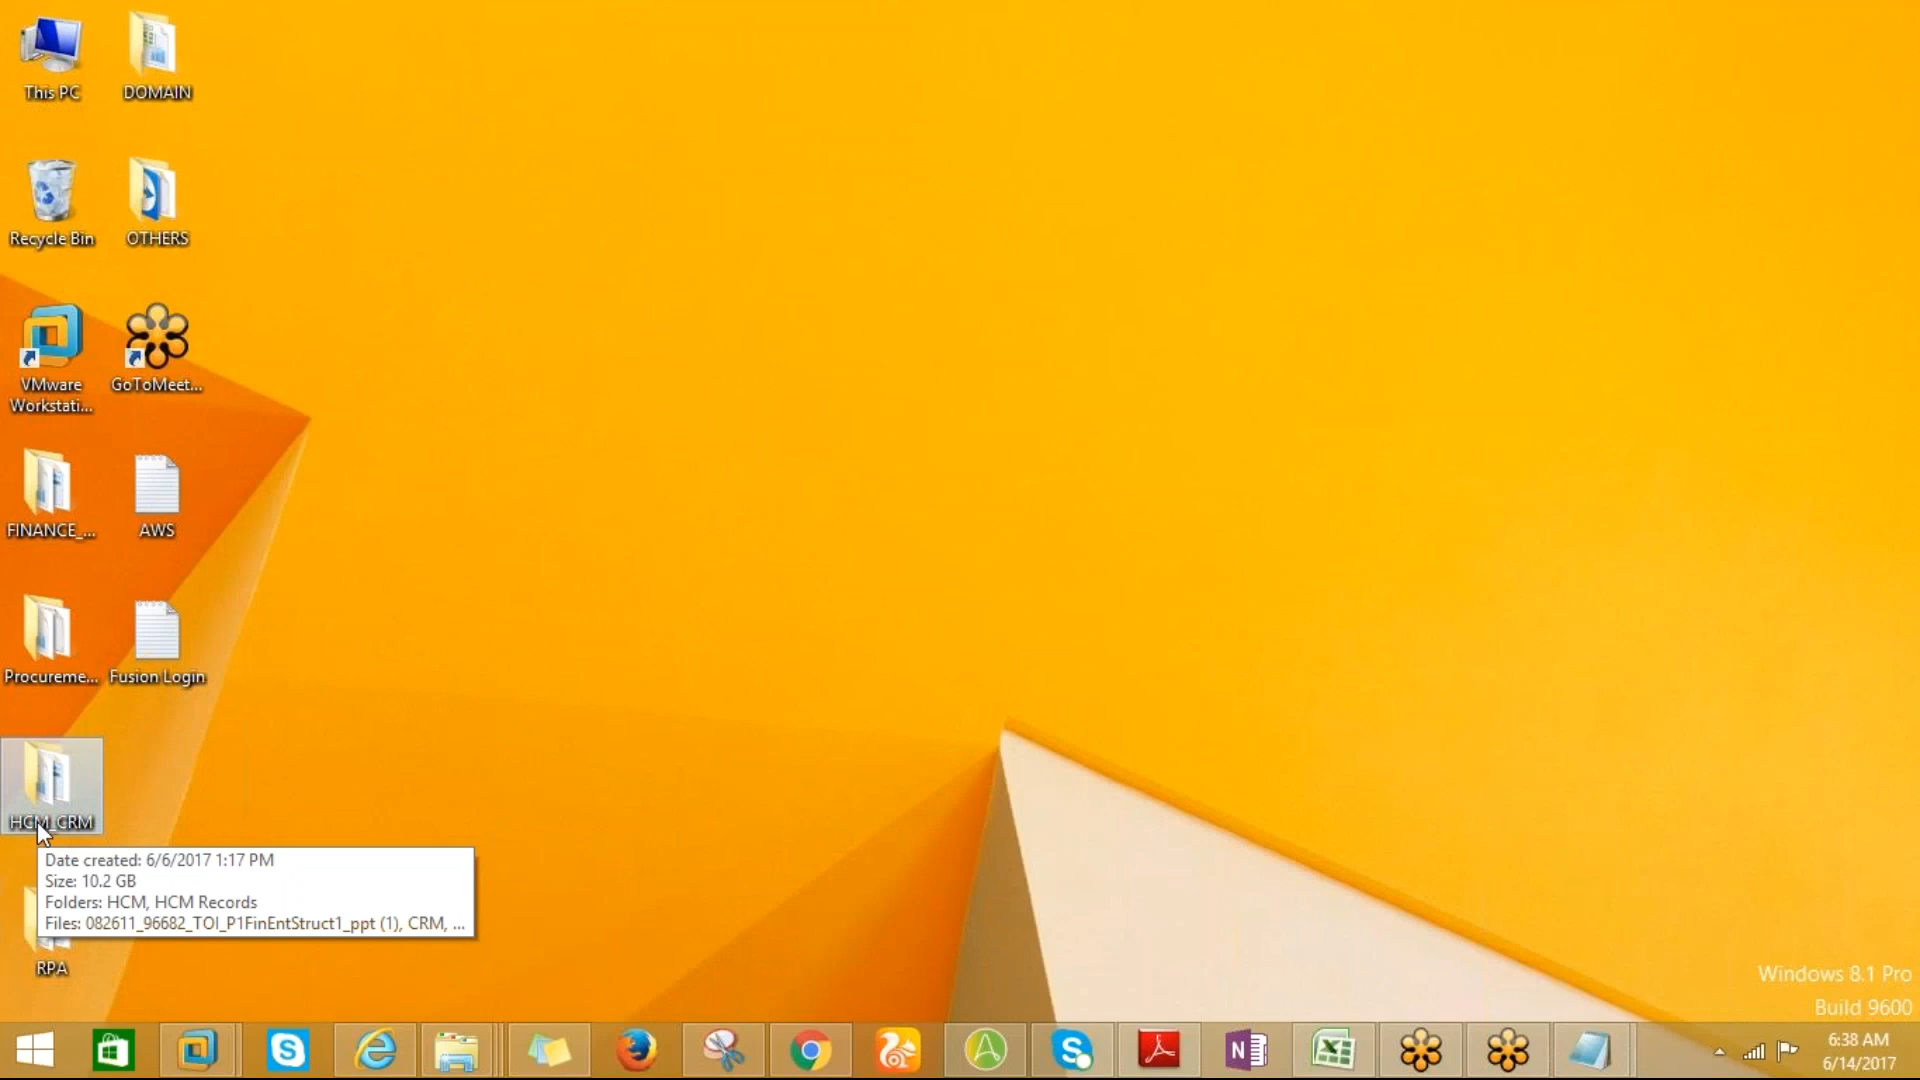 This PC
DOMAIN
Recycle Bin
OTHERS
VMware
Workstati...
GoToMeet...
FINANCE_...
AWS
Procureme...
Fusion Login
HCM_CRM
Date created: 6/6/2017 1:17 PM
Size: 10.2 GB
Folders: HCM, HCM Records
Files: 082611_96682_TOI_P1FinEntStruct1_ppt (1), CRM, ...
RPA
Windows 8.1 Pro
Build 9600
6:38 AM
6/14/2017